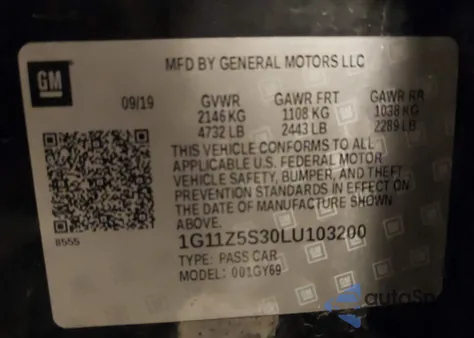 GM
MFD BY GENERAL MOTORS LLC
09/19 GVWR GAWR FRT GAWR RR
2146 KG 1108 KG 1038 KG
4732 LB 2443 LB 2289 LB
THIS VEHICLE CONFORMS TO ALL
APPLICABLE U.S. FEDERAL MOTOR
VEHICLE SAFETY, BUMPER, AND THEFT
PREVENTION STANDARDS IN EFFECT ON
THE DATE OF MANUFACTURE SHOWN
ABOVE.
8555
1G11Z5S30LU103200
TYPE: PASS CAR
MODEL: 001GY69